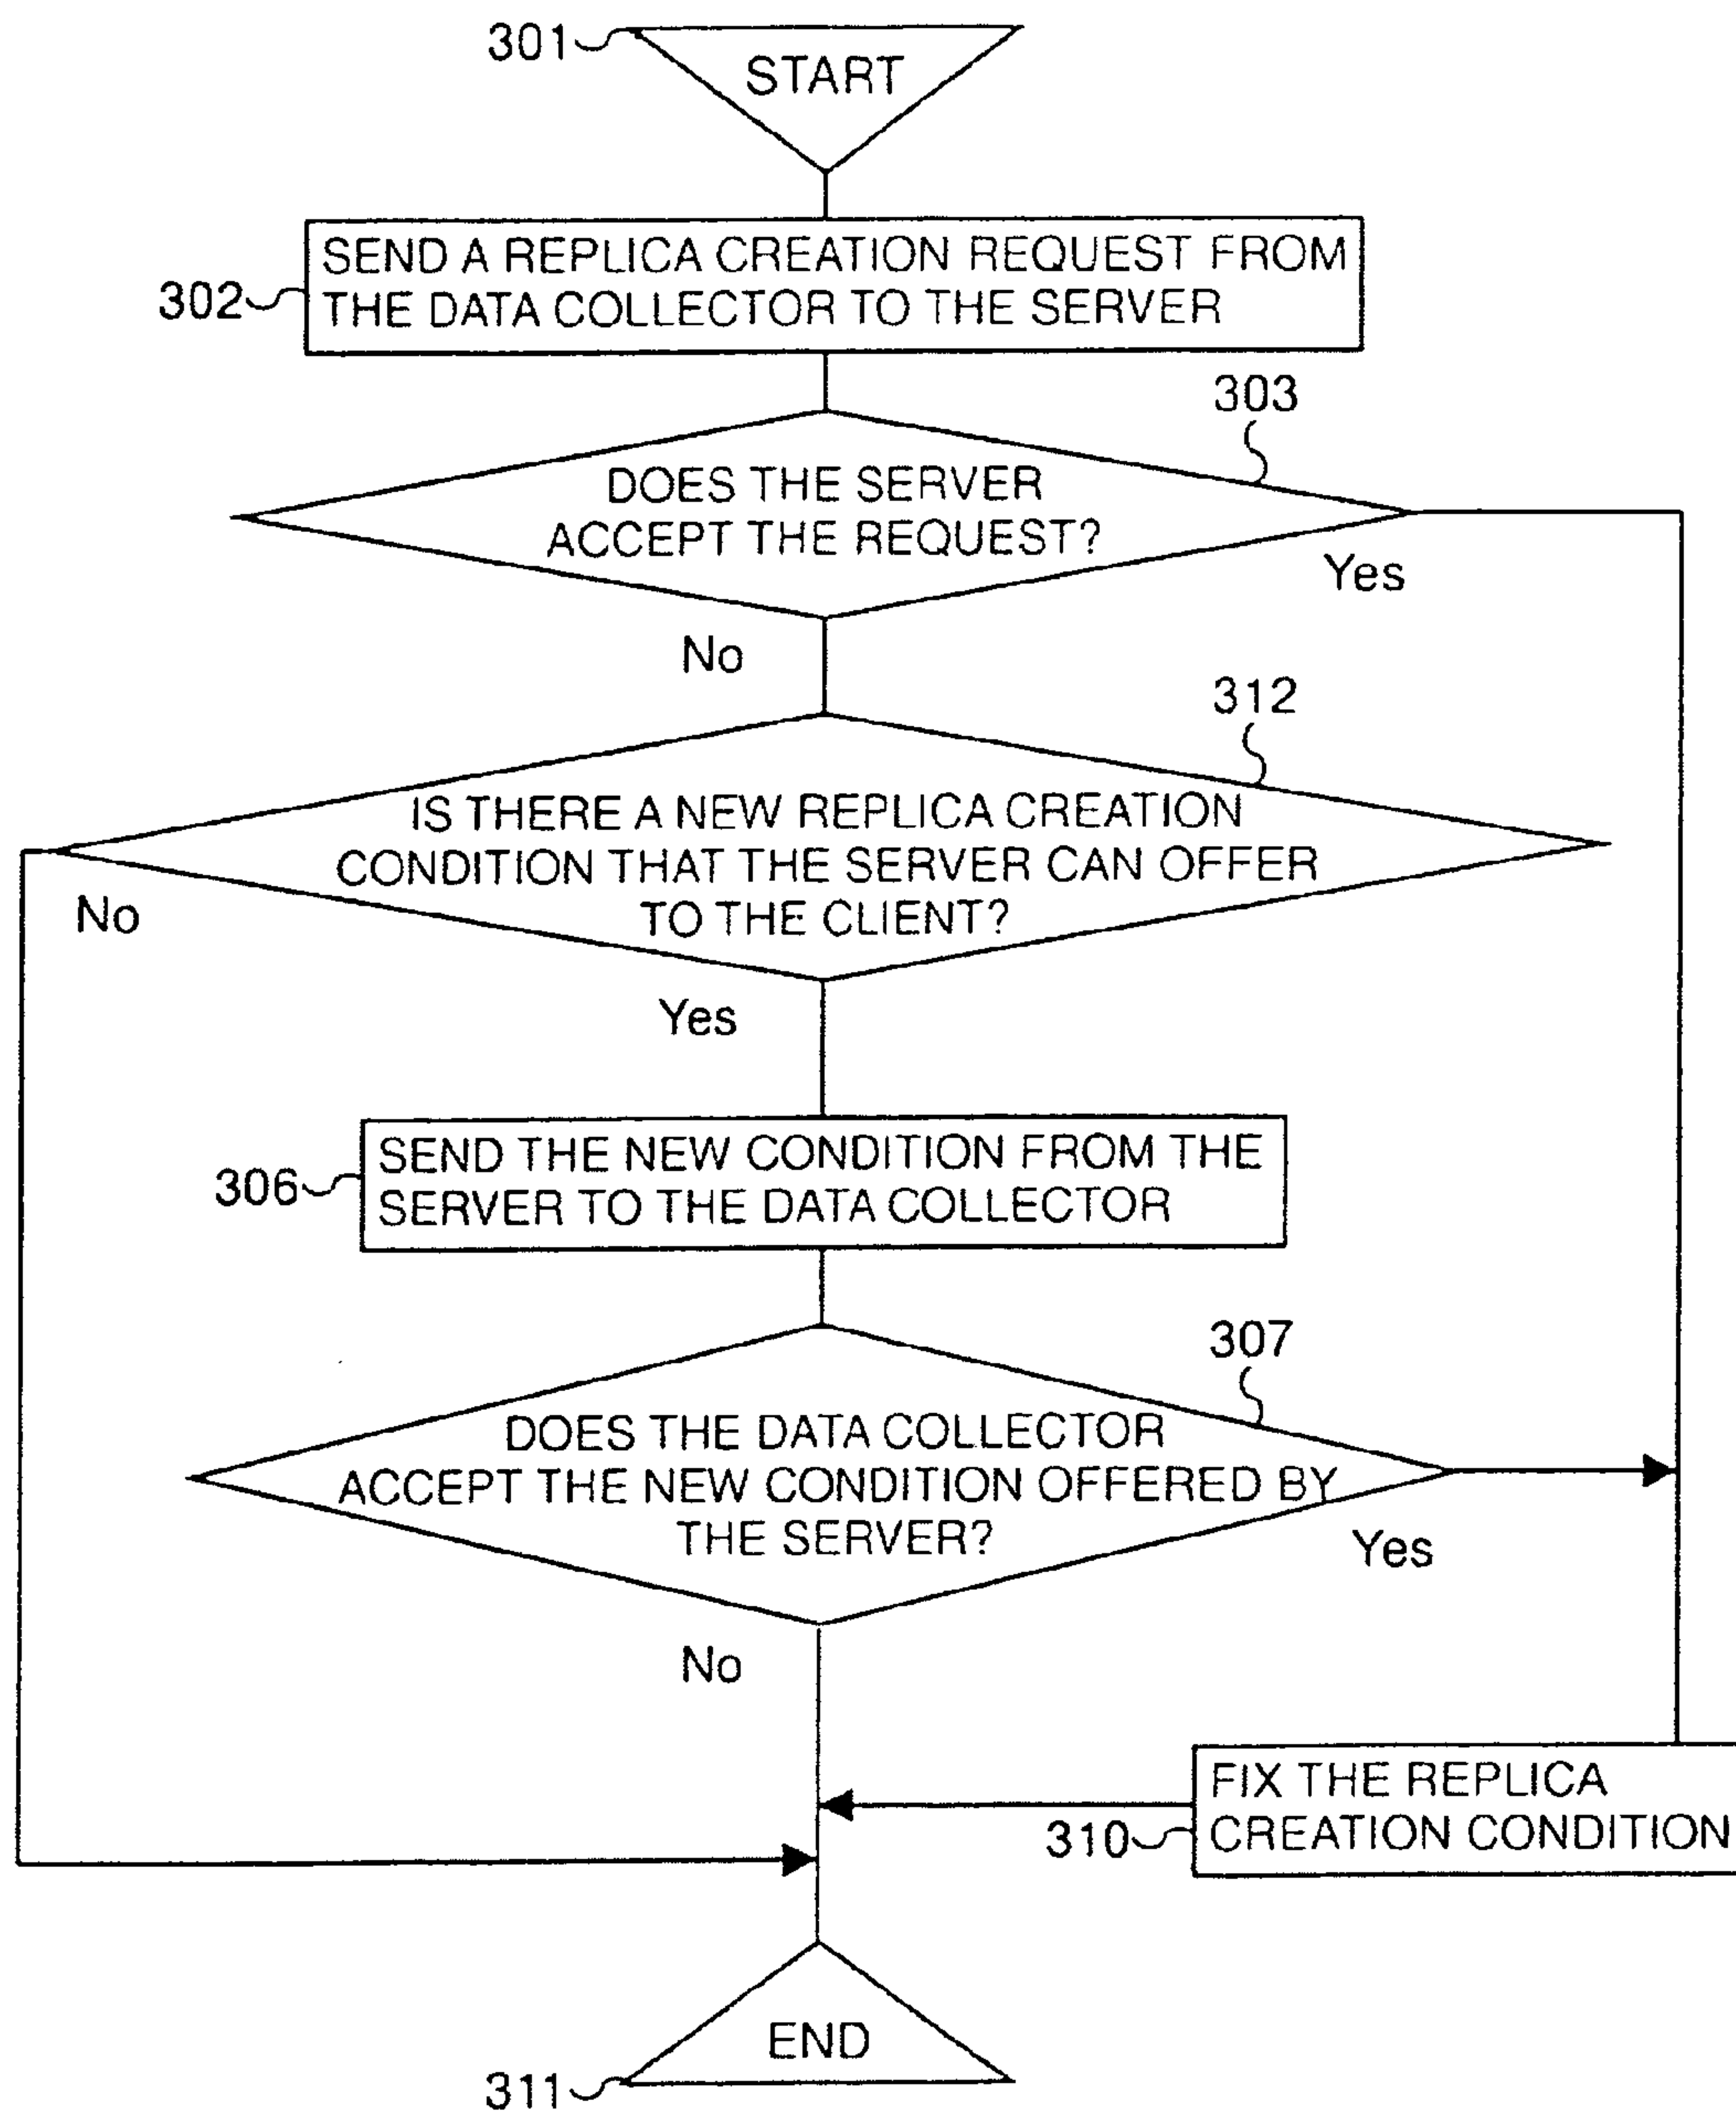 301
START
302
SEND A REPLICA CREATION REQUEST FROM
THE DATA COLLECTOR TO THE SERVER
303
DOES THE SERVER
ACCEPT THE REQUEST?
Yes
No
312
IS THERE A NEW REPLICA CREATION
CONDITION THAT THE SERVER CAN OFFER
TO THE CLIENT?
No
Yes
306
SEND THE NEW CONDITION FROM THE
SERVER TO THE DATA COLLECTOR
307
DOES THE DATA COLLECTOR
ACCEPT THE NEW CONDITION OFFERED BY
THE SERVER?
Yes
No
310
FIX THE REPLICA
CREATION CONDITION
END
311